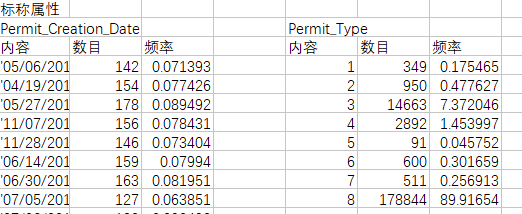 标称属性
Permit_Creation_Date Permit_Type
内容 数目 频率 内容 数目 频率
'05/06/201 142 0.071393 1 349 0.175465
'04/19/201 154 0.077426 2 950 0.477627
'05/27/201 178 0.089492 3 14663 7.372046
'11/07/201 156 0.078431 4 2892 1.453997
'11/28/201 146 0.073404 5 91 0.045752
'06/14/201 159 0.07994 6 600 0.301659
'06/30/201 163 0.081951 7 511 0.256913
'07/05/201 127 0.063851 8 178844 89.91654